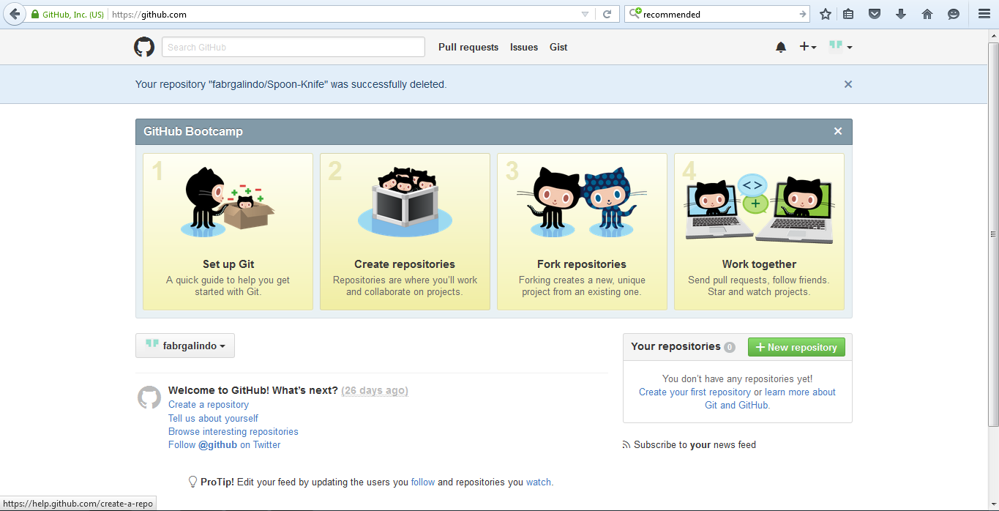 GitHub, Inc. (US) https://github.com recommended
Search GitHub Pull requests Issues Gist
Your repository "fabrgalindo/Spoon-Knife" was successfully deleted.
GitHub Bootcamp
1
Set up Git
A quick guide to help you get
started with Git.
2
Create repositories
Repositories are where you'll work
and collaborate on projects.
3
Fork repositories
Forking creates a new, unique
project from an existing one.
4
<>
+
Work together
Send pull requests, follow friends.
Star and watch projects.
fabrgalindo
Welcome to GitHub! What's next? (26 days ago)
Create a repository
Tell us about yourself
Browse interesting repositories
Follow @github on Twitter
ProTip! Edit your feed by updating the users you follow and repositories you watch.
Your repositories 0 + New repository
You don't have any repositories yet!
Create your first repository or learn more about
Git and GitHub.
Subscribe to your news feed
https://help.github.com/create-a-repo